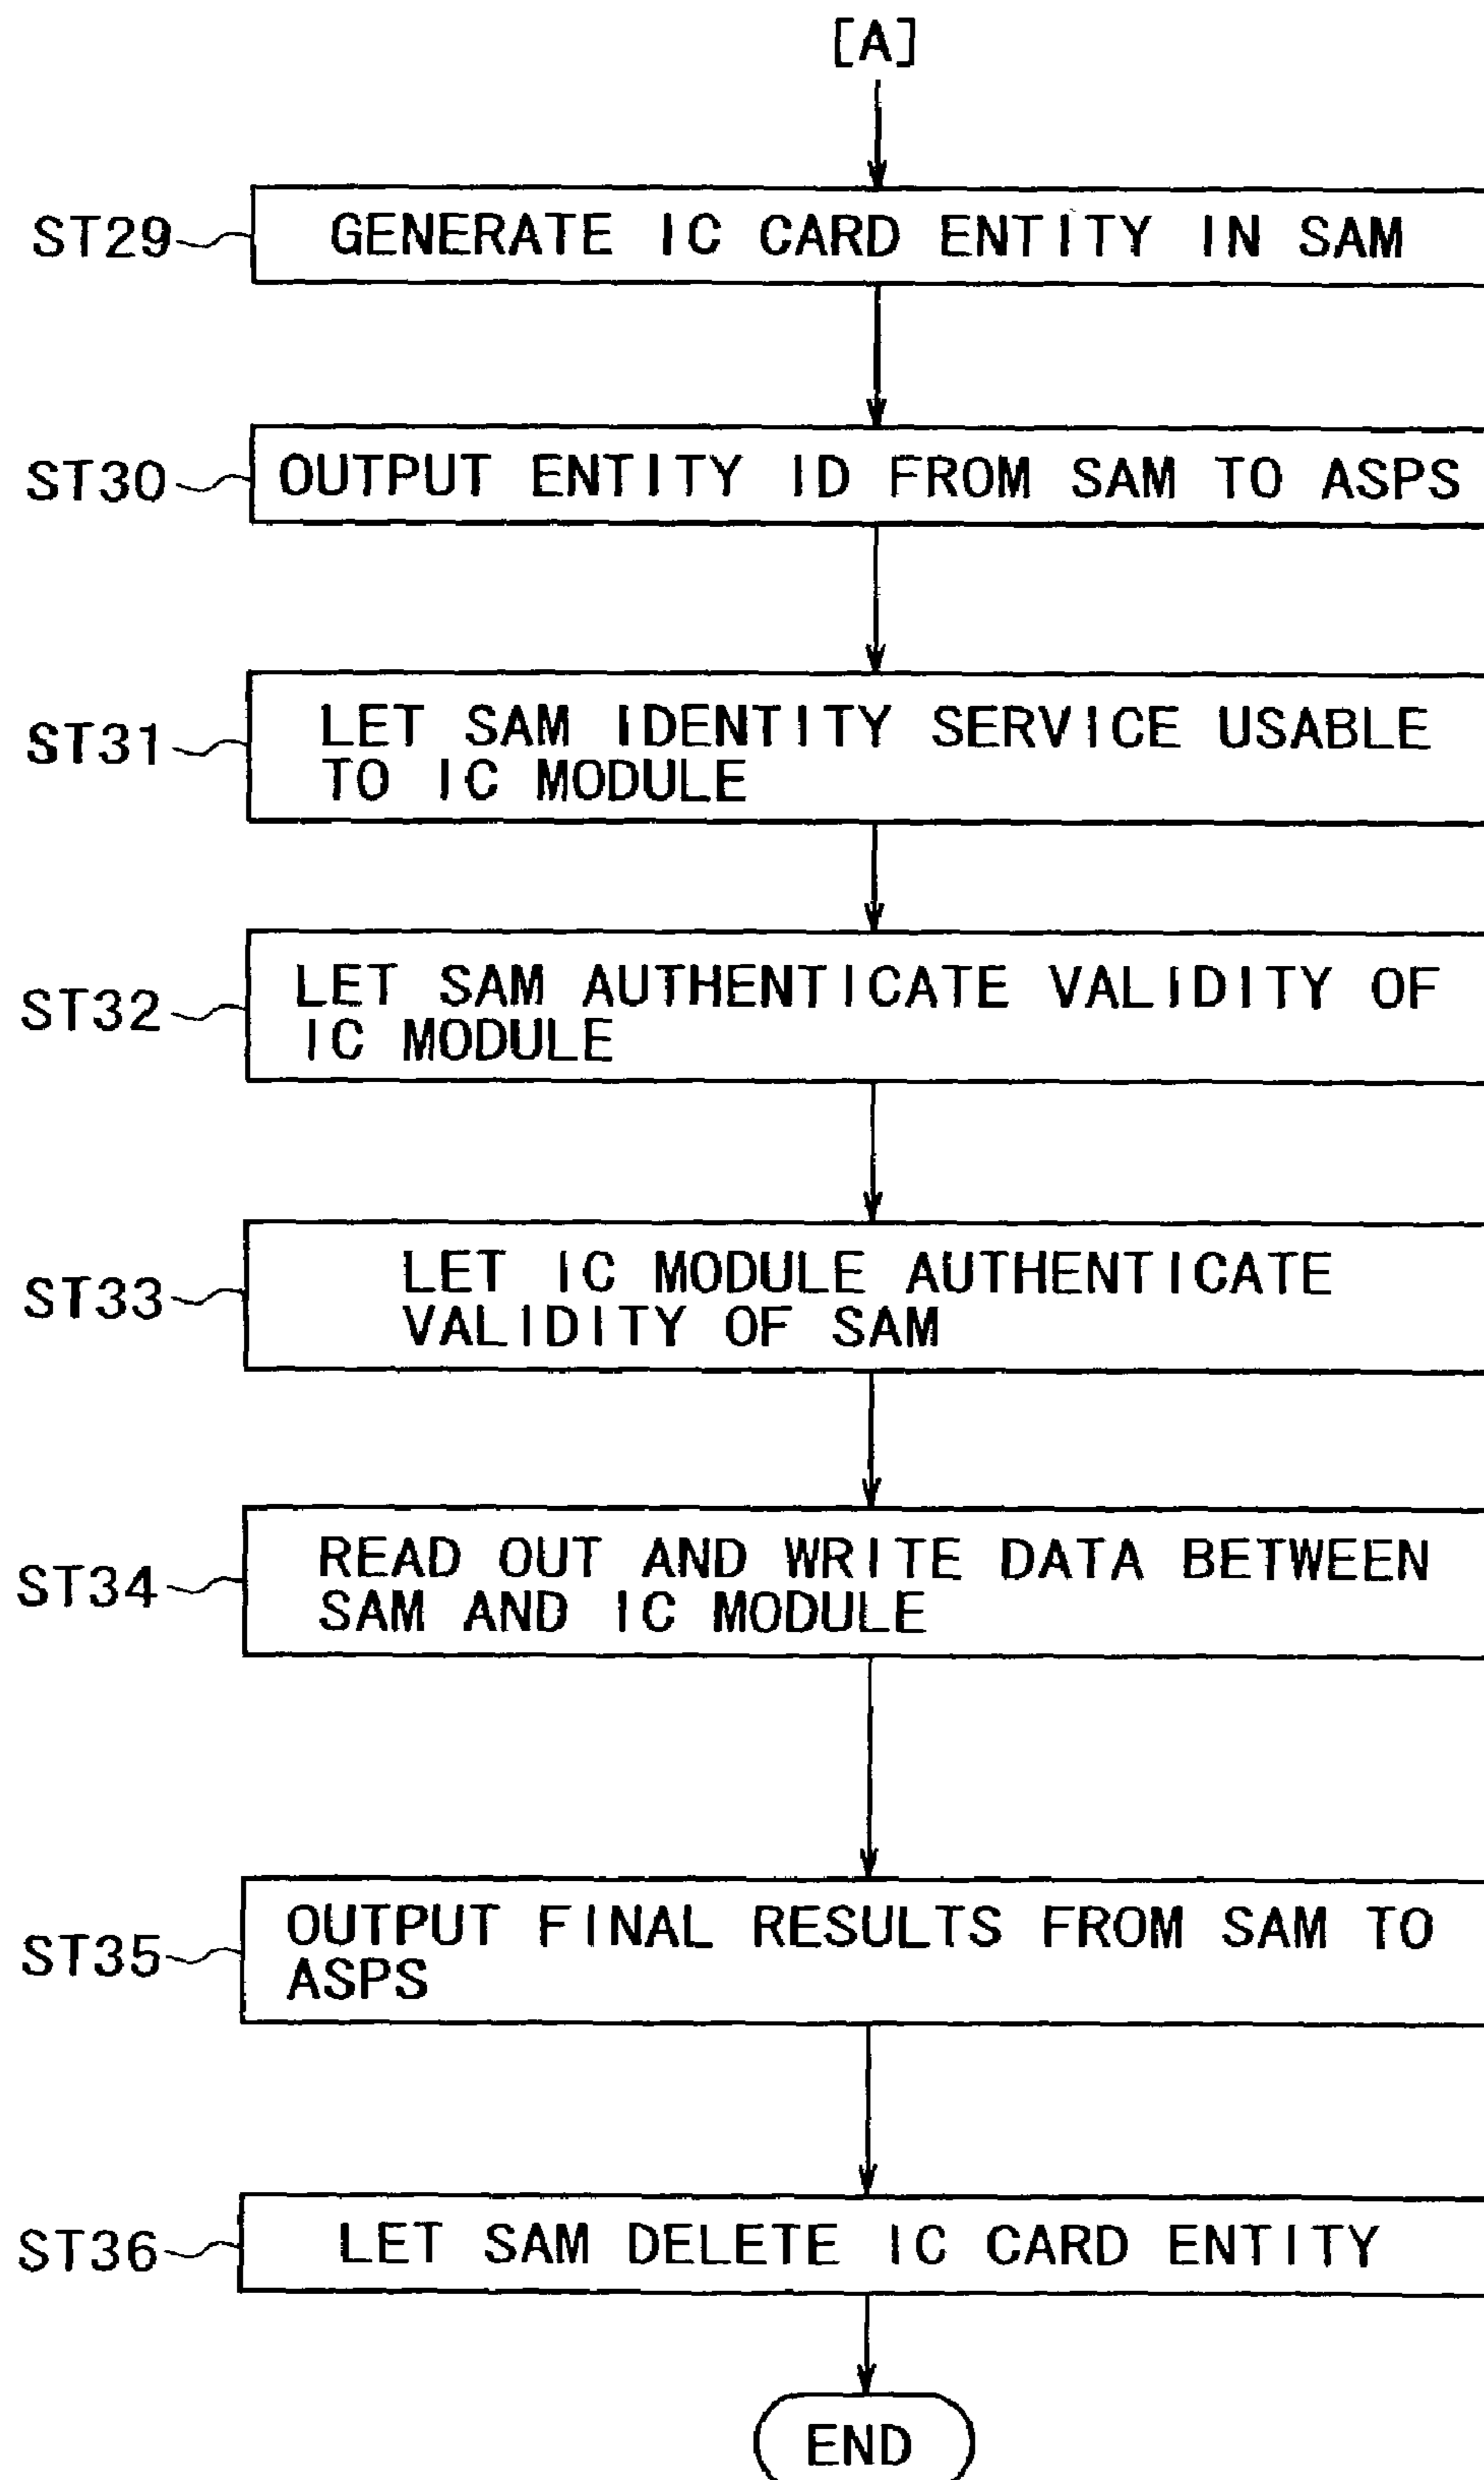 [A]
ST29 GENERATE IC CARD ENTITY IN SAM
ST30 OUTPUT ENTITY ID FROM SAM TO ASPS
ST31 LET SAM IDENTITY SERVICE USABLE
TO IC MODULE
ST32 LET SAM AUTHENTICATE VALIDITY OF
IC MODULE
ST33 LET IC MODULE AUTHENTICATE
VALIDITY OF SAM
ST34 READ OUT AND WRITE DATA BETWEEN
SAM AND IC MODULE
ST35 OUTPUT FINAL RESULTS FROM SAM TO
ASPS
ST36 LET SAM DELETE IC CARD ENTITY
END